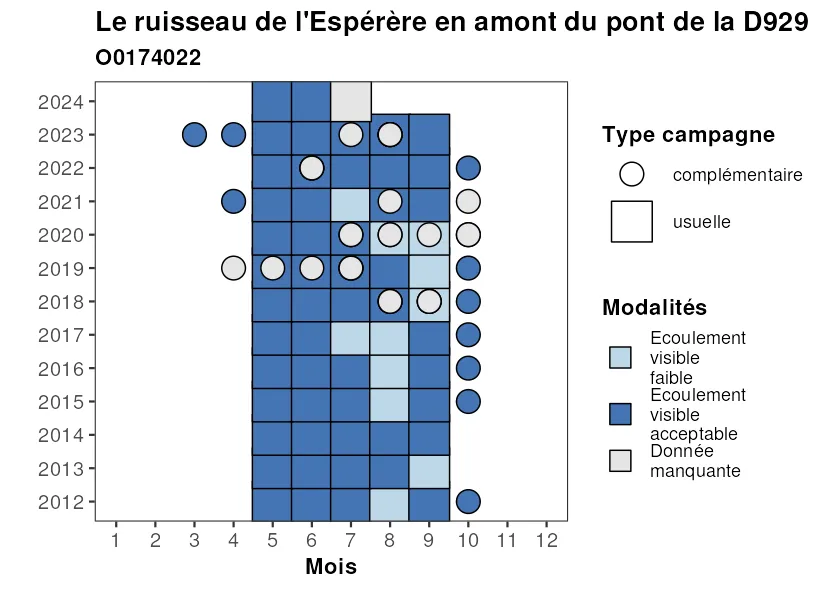 Le ruisseau de l'Espérère en amont du pont de la D929
O0174022
2024
2023
2022
2021
2020
2019
2018
2017
2016
2015
2014
2013
2012
1 2 3 4 5 6 7 8 9 10 11 12
Mois
Type campagne
complémentaire
usuelle
Modalités
Ecoulement
visible
faible
Ecoulement
visible
acceptable
Donnée
manquante